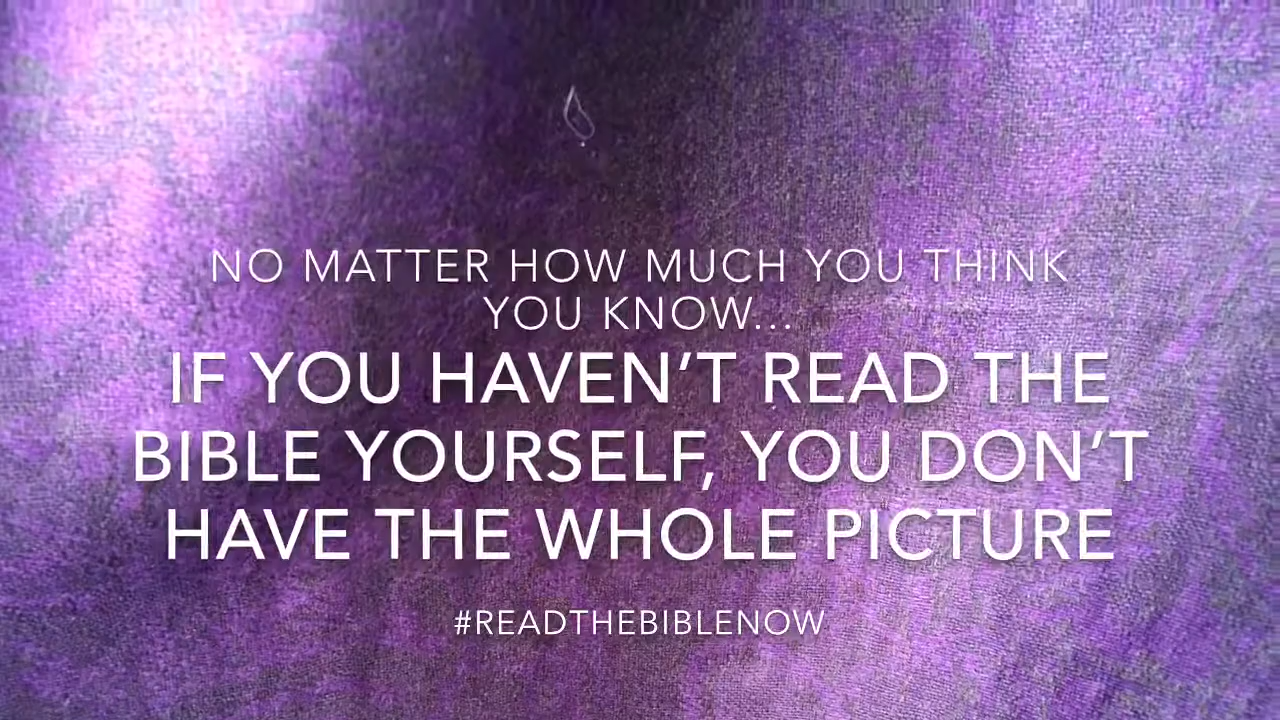 NO MATTER HOW MUCH YOU THINK
YOU KNOW...
IF YOU HAVEN'T READ THE
BIBLE YOURSELF, YOU DON'T
HAVE THE WHOLE PICTURE
#READTHEBIBLENOW